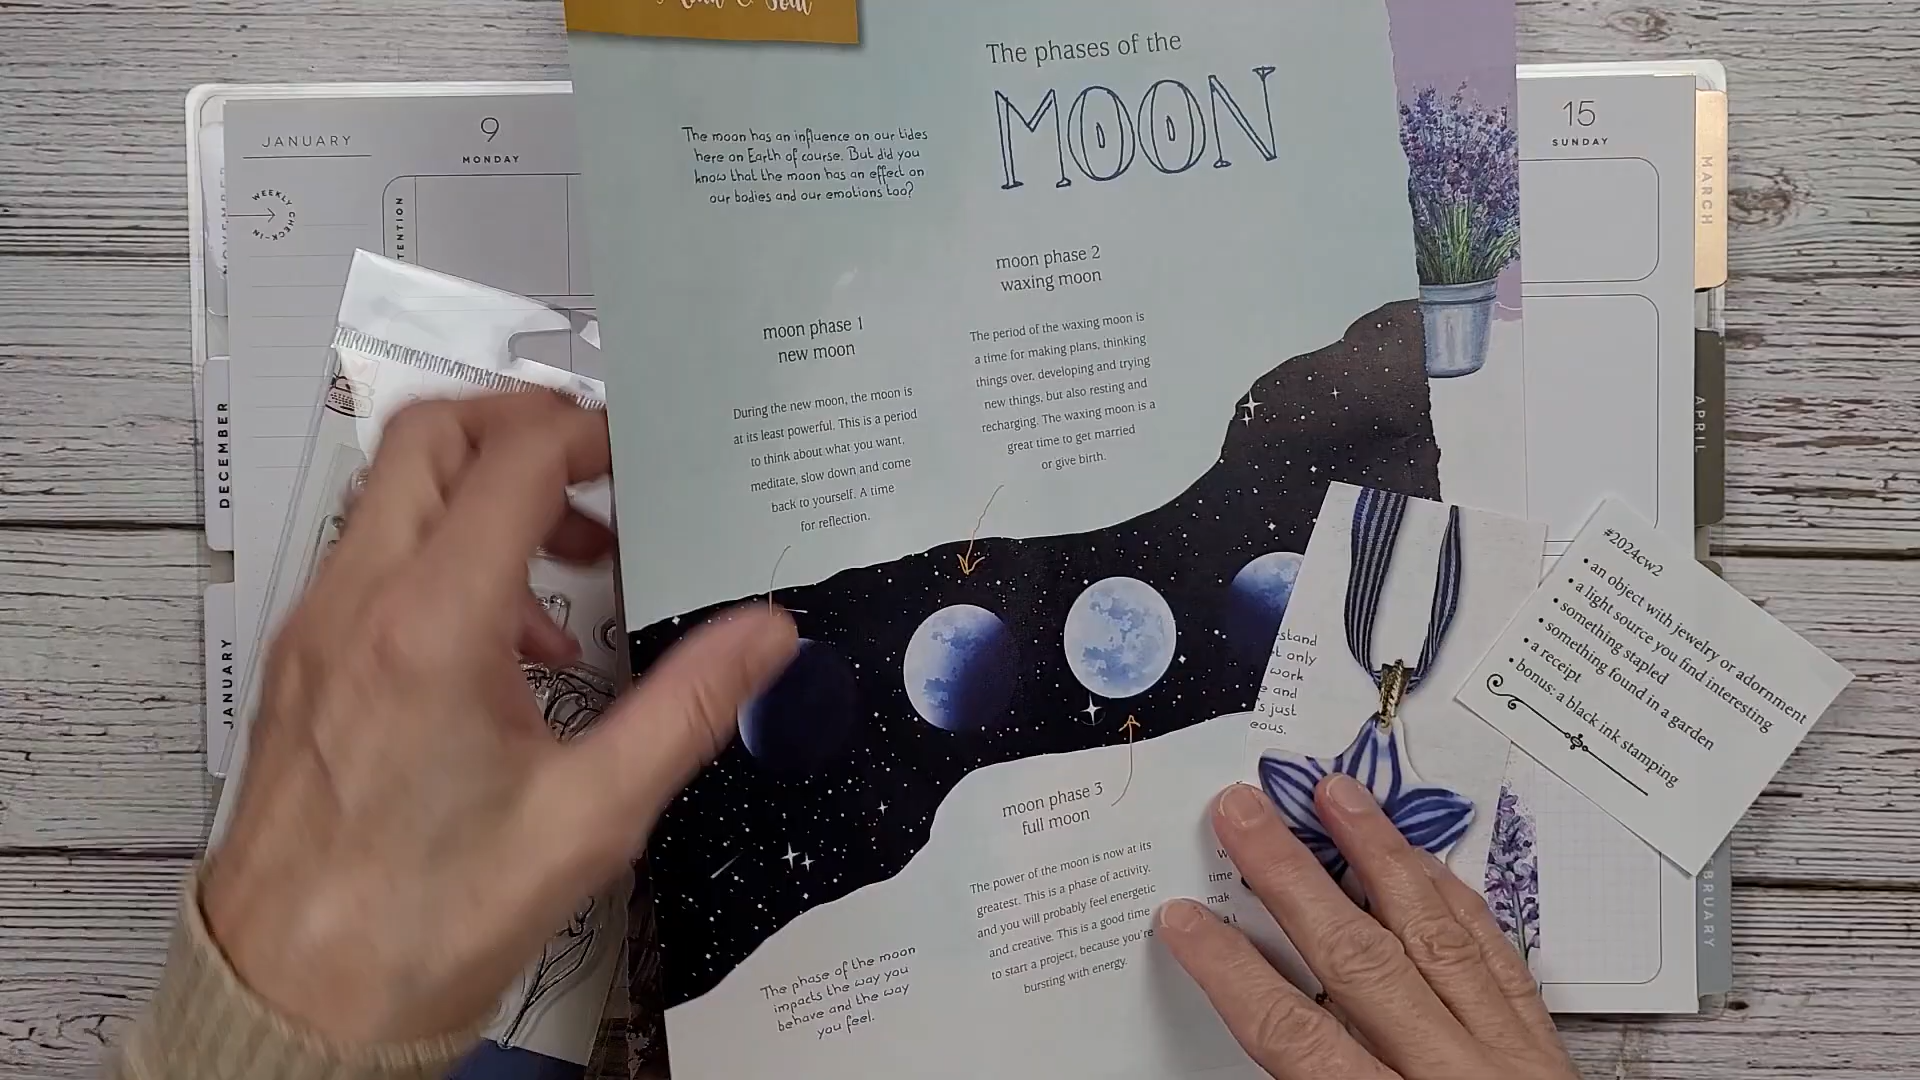 & Soul
The phases of the
MOON
The moon has an influence on our tides
here on Earth of course. But did you
know that the moon has an effect on
our bodies and our emotions too?
moon phase 1
new moon
During the new moon, the moon is
at its least powerful. This is a period
to think about what you want,
meditate, slow down and come
back to yourself. A time
for reflection.
moon phase 2
waxing moon
The period of the waxing moon is
a time for making plans, thinking
things over, developing and trying
new things, but also resting and
recharging. The waxing moon is a
great time to get married
or give birth.
moon phase 3
full moon
The power of the moon is now at its
greatest. This is a phase of activity,
and you will probably feel energetic
and creative. This is a good time
to start a project, because you're
bursting with energy.
The phase of the moon
impacts the way you
behave and the way
you feel.
stand
only
work
and
's just
eous.
time
mak
JANUARY
9
MONDAY
WEEKLY CHECK-IN
NOVEMBER
DECEMBER
JANUARY
15
SUNDAY
MARCH
APRIL
FEBRUARY
#2024cw2
• an object with jewelry or adornment
• a light source you find interesting
• something stapled
• something found in a garden
• a receipt
• bonus: a black ink stamping